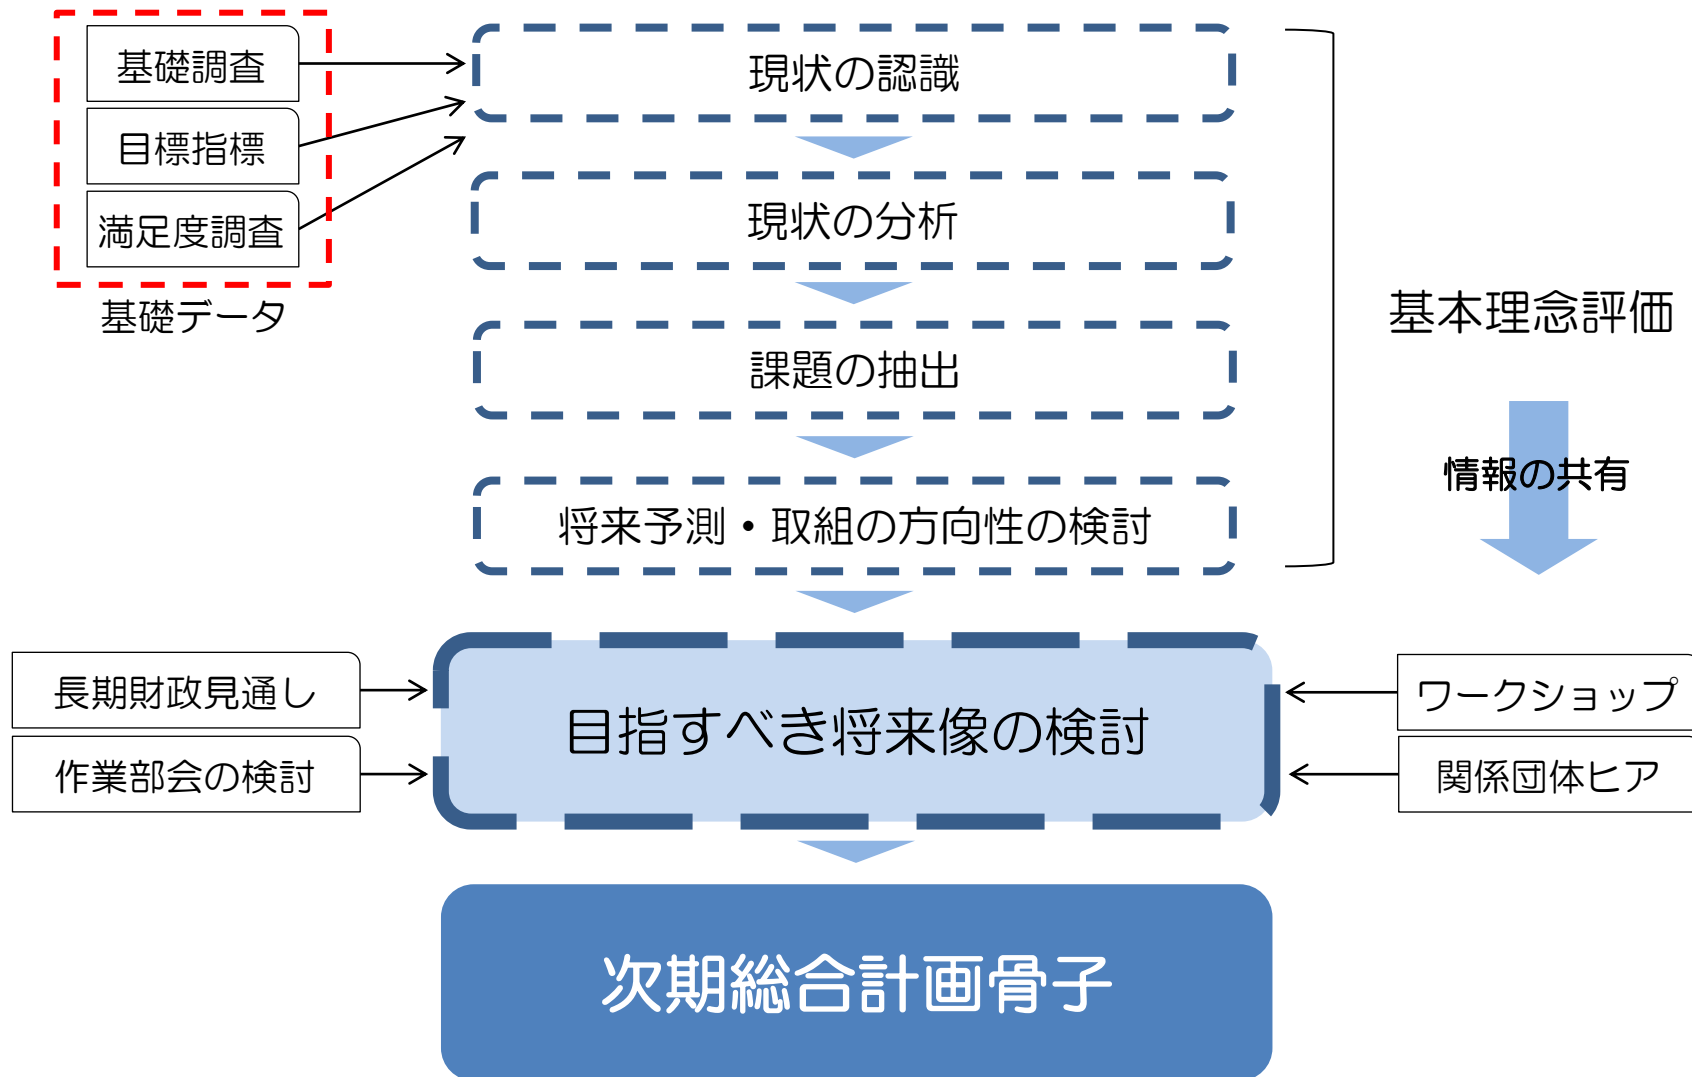 基礎調査
目標指標
満足度調査
基礎データ
現状の認識
現状の分析
課題の抽出
将来予測・取組の方向性の検討
基本理念評価
情報の共有
長期財政見通し
作業部会の検討
目指すべき将来像の検討
ワークショップ
関係団体ヒア
次期総合計画骨子